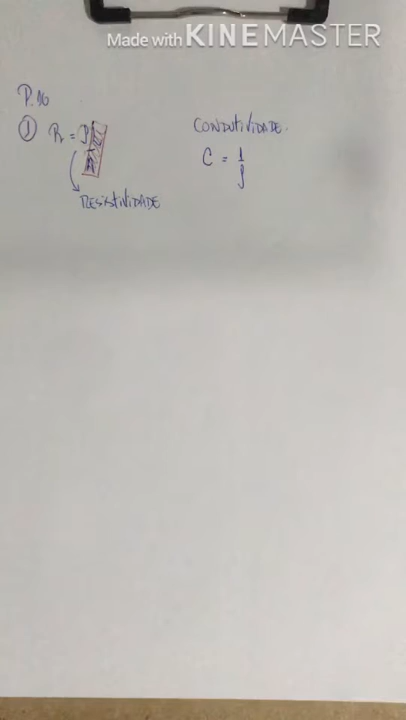 Made with KINEMASTER
P.16
① R = ρ
RESISTIVIDADE
CONDUTIVIDADE.
C = 1
ρ